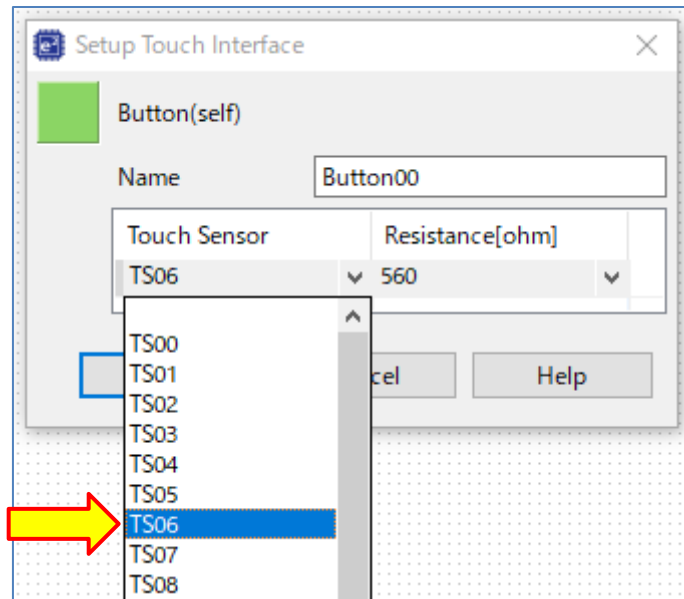 Setup Touch Interface
Button(self)
Name Button00
Touch Sensor Resistance[ohm]
TS06 560
TS00
TS01
cel Help
TS02
TS03
TS04
TS05
TS06
TS07
TS08